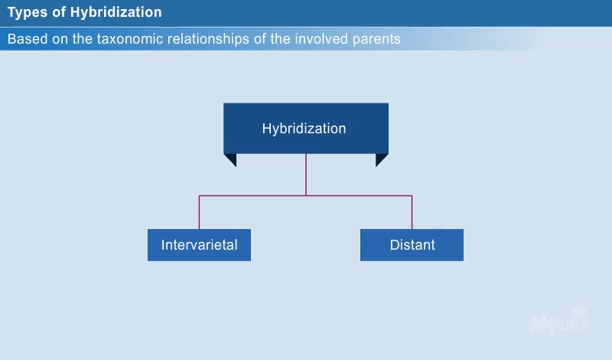 Types of Hybridization
Based on the taxonomic relationships of the involved parents
Hybridization
Intervarietal
Distant